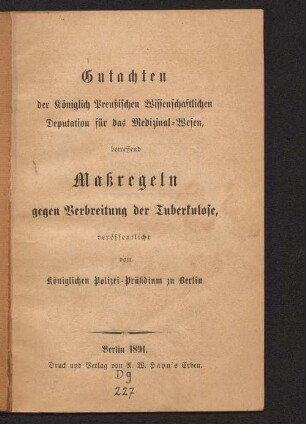 Gutachten
der Königlich Preußischen Wissenschaftlichen
Deputation für das Medizinal-Wesen,
betreffend
Maßregeln
gegen Verbreitung der Tuberkulose,
veröffentlicht
vom
Königlichen Polizei-Präsidium zu Berlin.
Berlin 1891.
Druck und Verlag von A. W. Hayn's Erben.
Dg
227